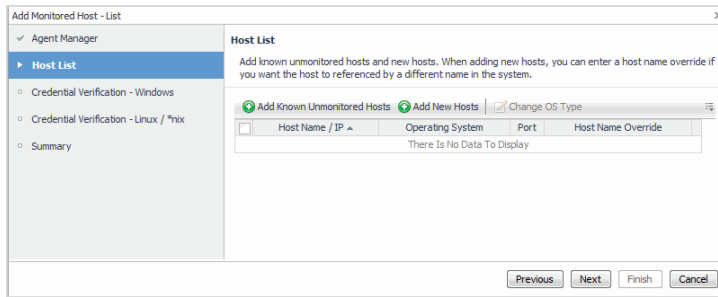 Add Monitored Host - List
Agent Manager
Host List
Credential Verification - Windows
Credential Verification - Linux / *nix
Summary
Host List
Add known unmonitored hosts and new hosts. When adding new hosts, you can enter a host name override if
you want the host to referenced by a different name in the system.
Add Known Unmonitored Hosts Add New Hosts Change OS Type
Host Name / IP Operating System Port Host Name Override
There Is No Data To Display
Previous Next Finish Cancel